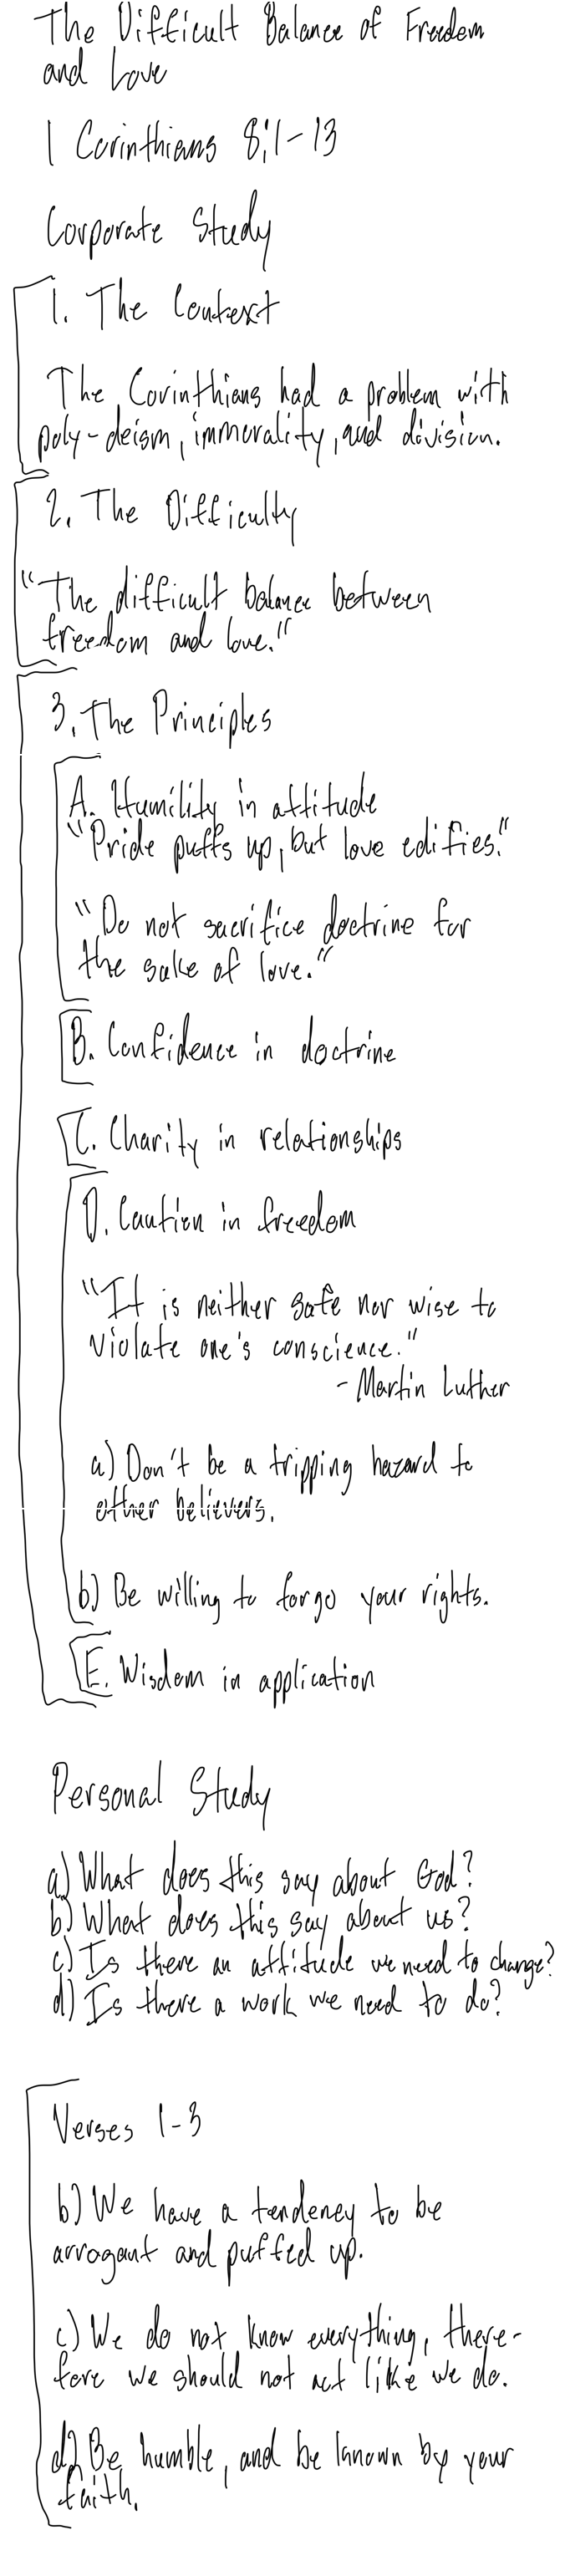 The Difficult Balance of Freedom
and Love
1 Corinthians 8:1-13
Corporate Study
1. The Context
The Corinthians had a problem with
poly-deism, immorality, and division.
2. The Difficulty
"The difficult balance between
freedom and love."
3. The Principles
A. Humility in attitude
"Pride puffs up, but love edifies."
"Do not sacrifice doctrine for
the sake of love."
B. Confidence in doctrine
C. Charity in relationships
D. Caution in freedom
"It is neither safe nor wise to
violate one's conscience."
- Martin Luther
a) Don't be a tripping hazard to
other believers.
b) Be willing to forgo your rights.
E. Wisdom in application
Personal Study
a) What does this say about God?
b) What does this say about us?
c) Is there an attitude we need to change?
d) Is there a work we need to do?
Verses 1-3
b) We have a tendency to be
arrogant and puffed up.
c) We do not know everything, there-
fore we should not act like we do.
d) Be humble, and be known by your
faith.